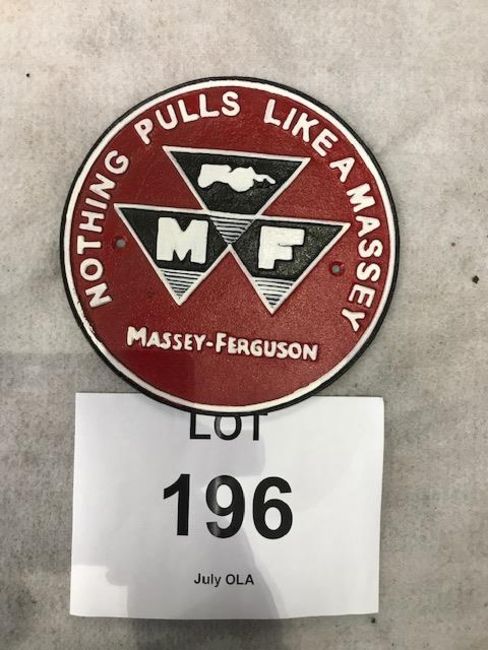 NOTHING PULLS LIKE A MASSEY
M F
MASSEY-FERGUSON
LOT
196
July OLA